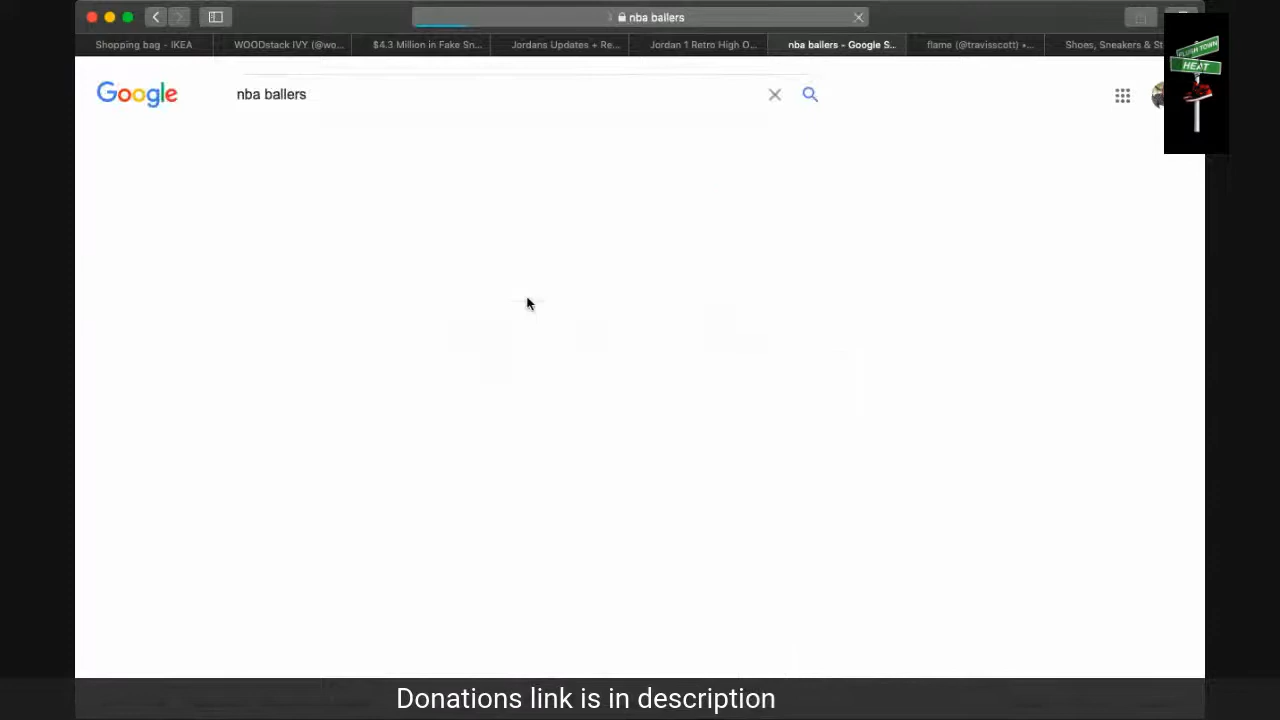 nba ballers
Shopping bag - IKEA
WOODstack IVY (@wo...
$4.3 Million in Fake Sn...
Jordans Updates + Re...
Jordan 1 Retro High O...
nba ballers - Google S...
flame (@travisscott) •...
Shoes, Sneakers & St
Google
nba ballers
TOWN
HEAT
Donations link is in description